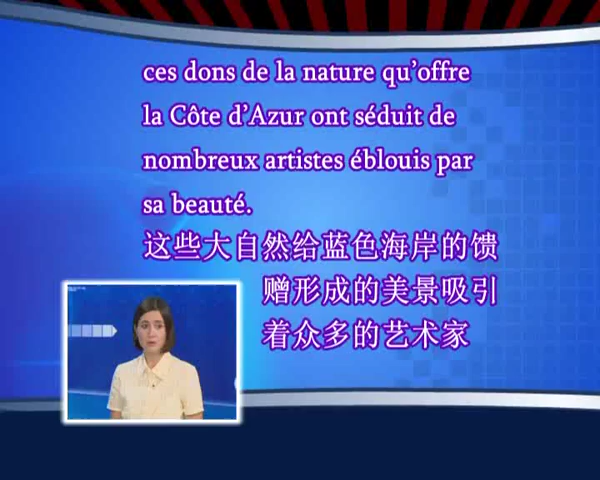 ces dons de la nature qu'offre
la Côte d'Azur ont séduit de
nombreux artistes éblouis par
sa beauté.
这些大自然给蓝色海岸的馈
赠形成的美景吸引
着众多的艺术家